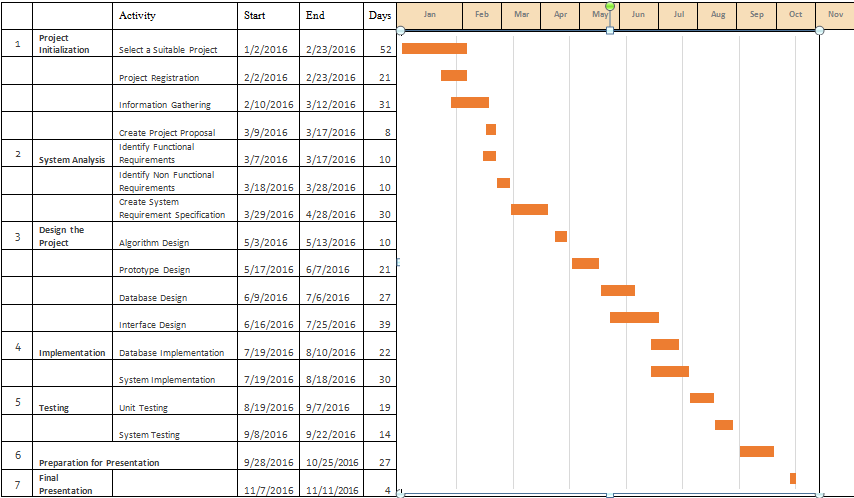 Activity Start End Days Jan Feb Mar Apr May Jun Jul Aug Sep Oct Nov
1 Project
Initialization Select a Suitable Project 1/2/2016 2/23/2016 52
Project Registration 2/2/2016 2/23/2016 21
Information Gathering 2/10/2016 3/12/2016 31
Create Project Proposal 3/9/2016 3/17/2016 8
2 System Analysis Identify Functional
Requirements 3/7/2016 3/17/2016 10
Identify Non Functional
Requirements 3/18/2016 3/28/2016 10
Create System
Requirement Specification 3/29/2016 4/28/2016 30
3 Design the
Project Algorithm Design 5/3/2016 5/13/2016 10
Prototype Design 5/17/2016 6/7/2016 21
Database Design 6/9/2016 7/6/2016 27
Interface Design 6/16/2016 7/25/2016 39
4 Implementation Database Implementation 7/19/2016 8/10/2016 22
System Implementation 7/19/2016 8/18/2016 30
5 Testing Unit Testing 8/19/2016 9/7/2016 19
System Testing 9/8/2016 9/22/2016 14
6 Preparation for Presentation 9/28/2016 10/25/2016 27
7 Final
Presentation 11/7/2016 11/11/2016 4